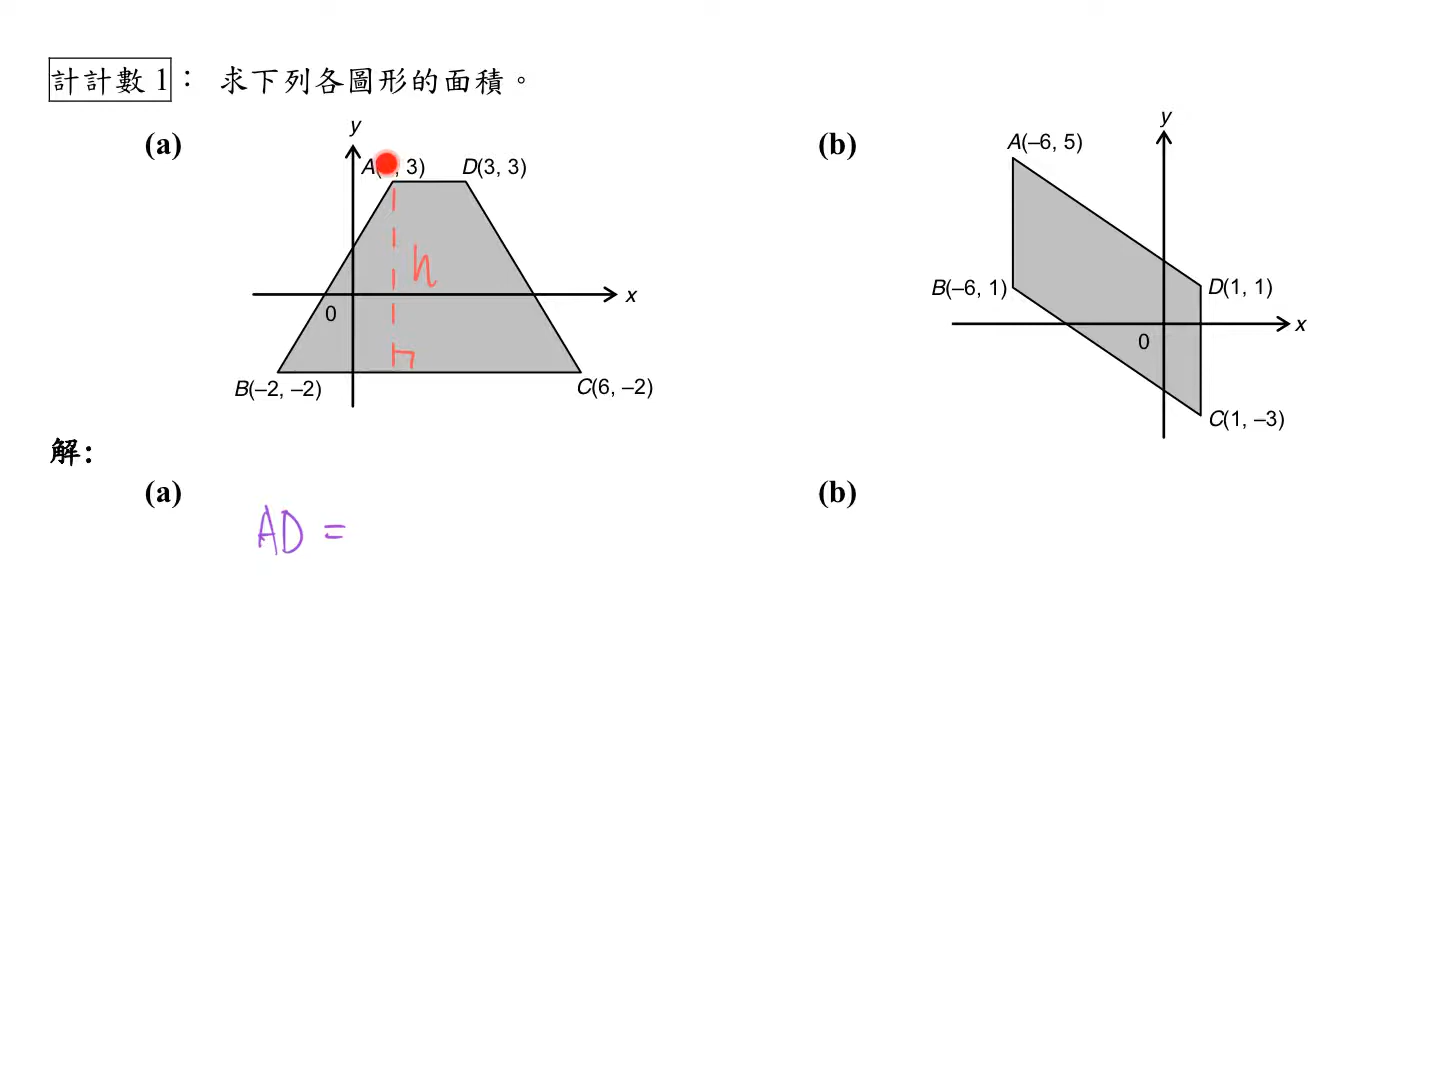 計計數 1： 求下列各圖形的面積。
(a)
y
A( , 3)
D(3, 3)
h
x
0
B(–2, –2)
C(6, –2)
(b)
y
A(–6, 5)
B(–6, 1)
D(1, 1)
x
0
C(1, –3)
解:
(a)
AD =
(b)